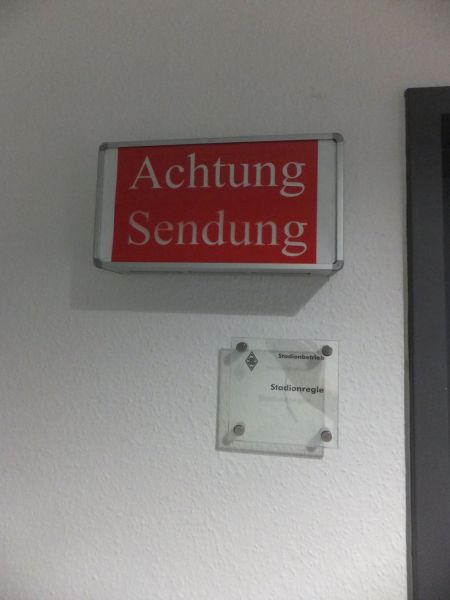 Achtung
Sendung
Stadionbetrieb
Stadionregie